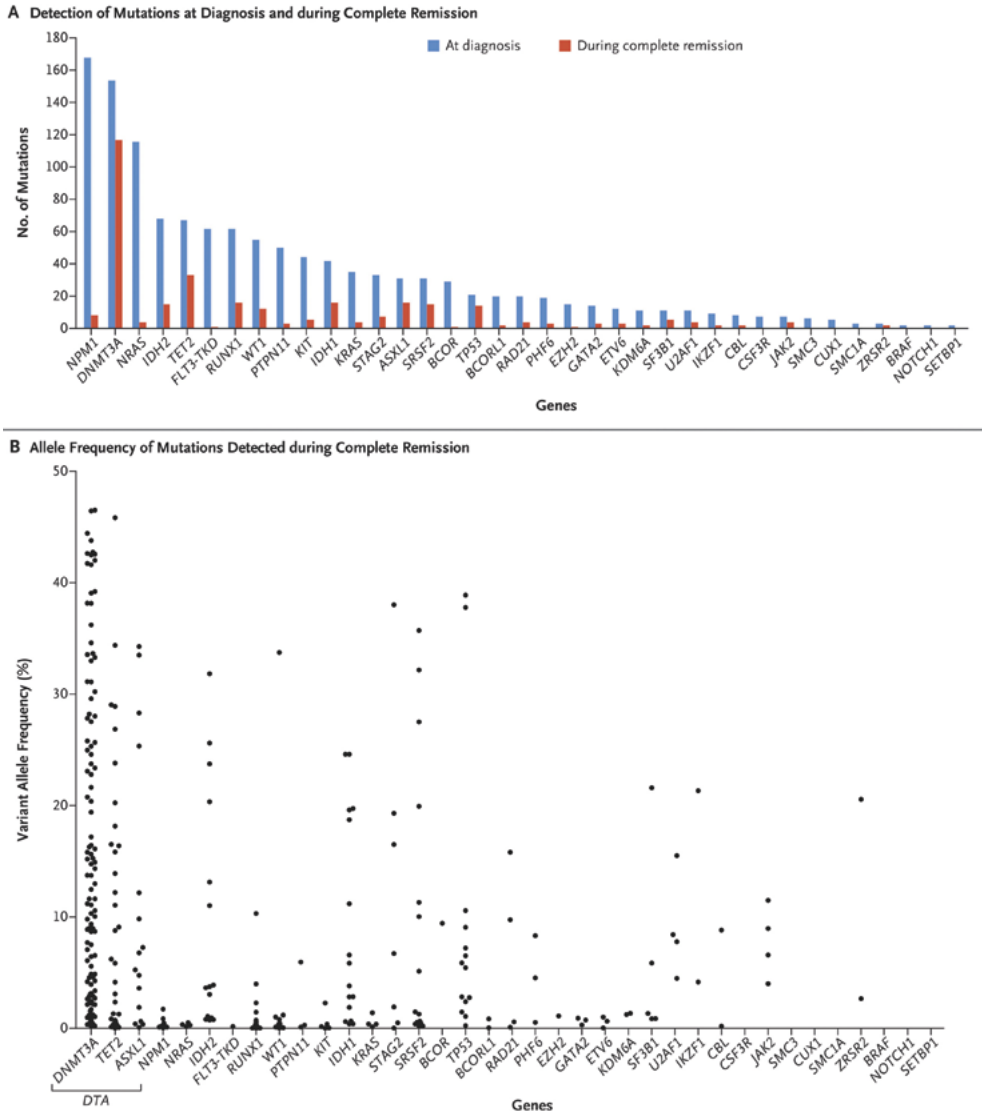 A Detection of Mutations at Diagnosis and during Complete Remission
At diagnosis
During complete remission
No. of Mutations
180
160
140
120
100
80
60
40
20
0
NPM1
DNMT3A
NRAS
IDH2
TET2
FLT3-TKD
RUNX1
WT1
PTPN11
KIT
IDH1
KRAS
STAG2
ASXL1
SRSF2
BCOR
TP53
BCORL1
RAD21
PHF6
EZH2
GATA2
ETV6
KDM6A
SF3B1
U2AF1
IKZF1
CBL
CSF3R
JAK2
SMC3
CUX1
SMC1A
ZRSR2
BRAF
NOTCH1
SETBP1
Genes
B Allele Frequency of Mutations Detected during Complete Remission
Variant Allele Frequency (%)
50
40
30
20
10
0
DNMT3A
TET2
ASXL1
NPM1
NRAS
IDH2
FLT3-TKD
RUNX1
WT1
PTPN11
KIT
IDH1
KRAS
STAG2
SRSF2
BCOR
TP53
BCORL1
RAD21
PHF6
EZH2
GATA2
ETV6
KDM6A
SF3B1
U2AF1
IKZF1
CBL
CSF3R
JAK2
SMC3
CUX1
SMC1A
ZRSR2
BRAF
NOTCH1
SETBP1
DTA
Genes